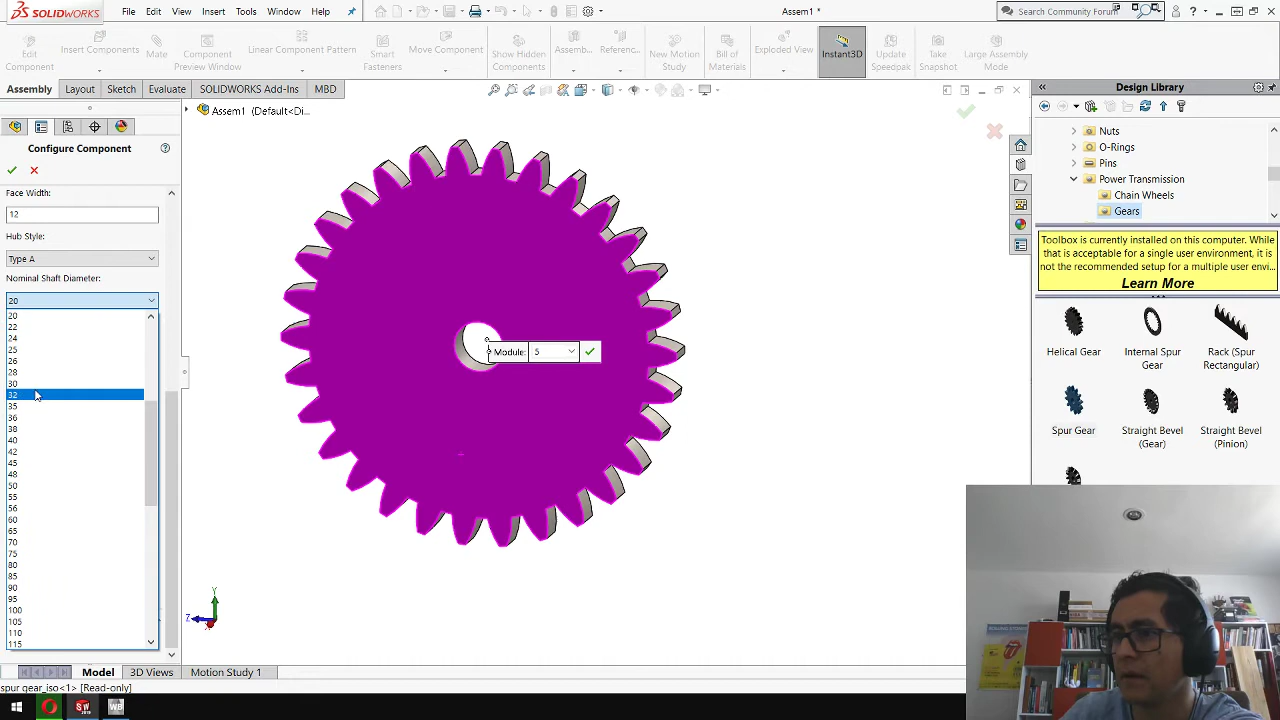 SOLIDWORKS
File Edit View Insert Tools Window
Assem1 *
Search Community Forum
Edit Component
Insert Components
Mate
Component Preview Window
Linear Component Pattern
Smart Fasteners
Move Component
Show Hidden Components
Assemb...
Referenc...
New Motion Study
Bill of Materials
Exploded View
Instant3D
Update Speedpak
Take Snapshot
Large Assembly Mode
Assembly Layout Sketch Evaluate SOLIDWORKS Add-Ins MBD
Assem1 (Default<Di...
Configure Component
Face Width:
12
Hub Style:
Type A
Nominal Shaft Diameter:
20
20
22
24
25
26
28
30
32
35
36
38
40
42
45
48
50
55
56
60
65
70
75
80
85
90
95
100
105
110
115
Module: 5
Y
Z
Design Library
Nuts
O-Rings
Pins
Power Transmission
Chain Wheels
Gears
Toolbox is currently installed on this computer. While
that is acceptable for a single user environment, it is
not the recommended setup for a multiple user envi...
Learn More
Helical Gear
Internal Spur Gear
Rack (Spur Rectangular)
Spur Gear
Straight Bevel (Gear)
Straight Bevel (Pinion)
Model 3D Views Motion Study 1
spur gear_iso<1> [Read-only]